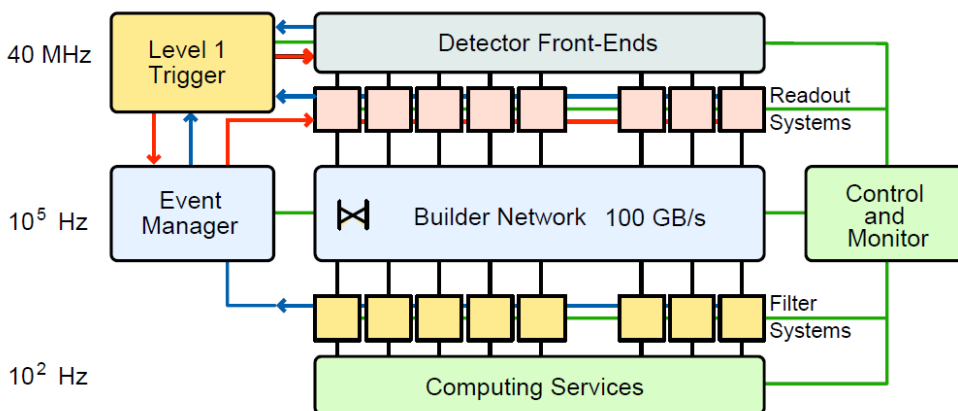 Level 1
Trigger
Detector Front-Ends
40 MHz
Readout
Systems
Event
Manager
Builder Network 100 GB/s
Control
and
Monitor
10⁵ Hz
Filter
Systems
10² Hz
Computing Services